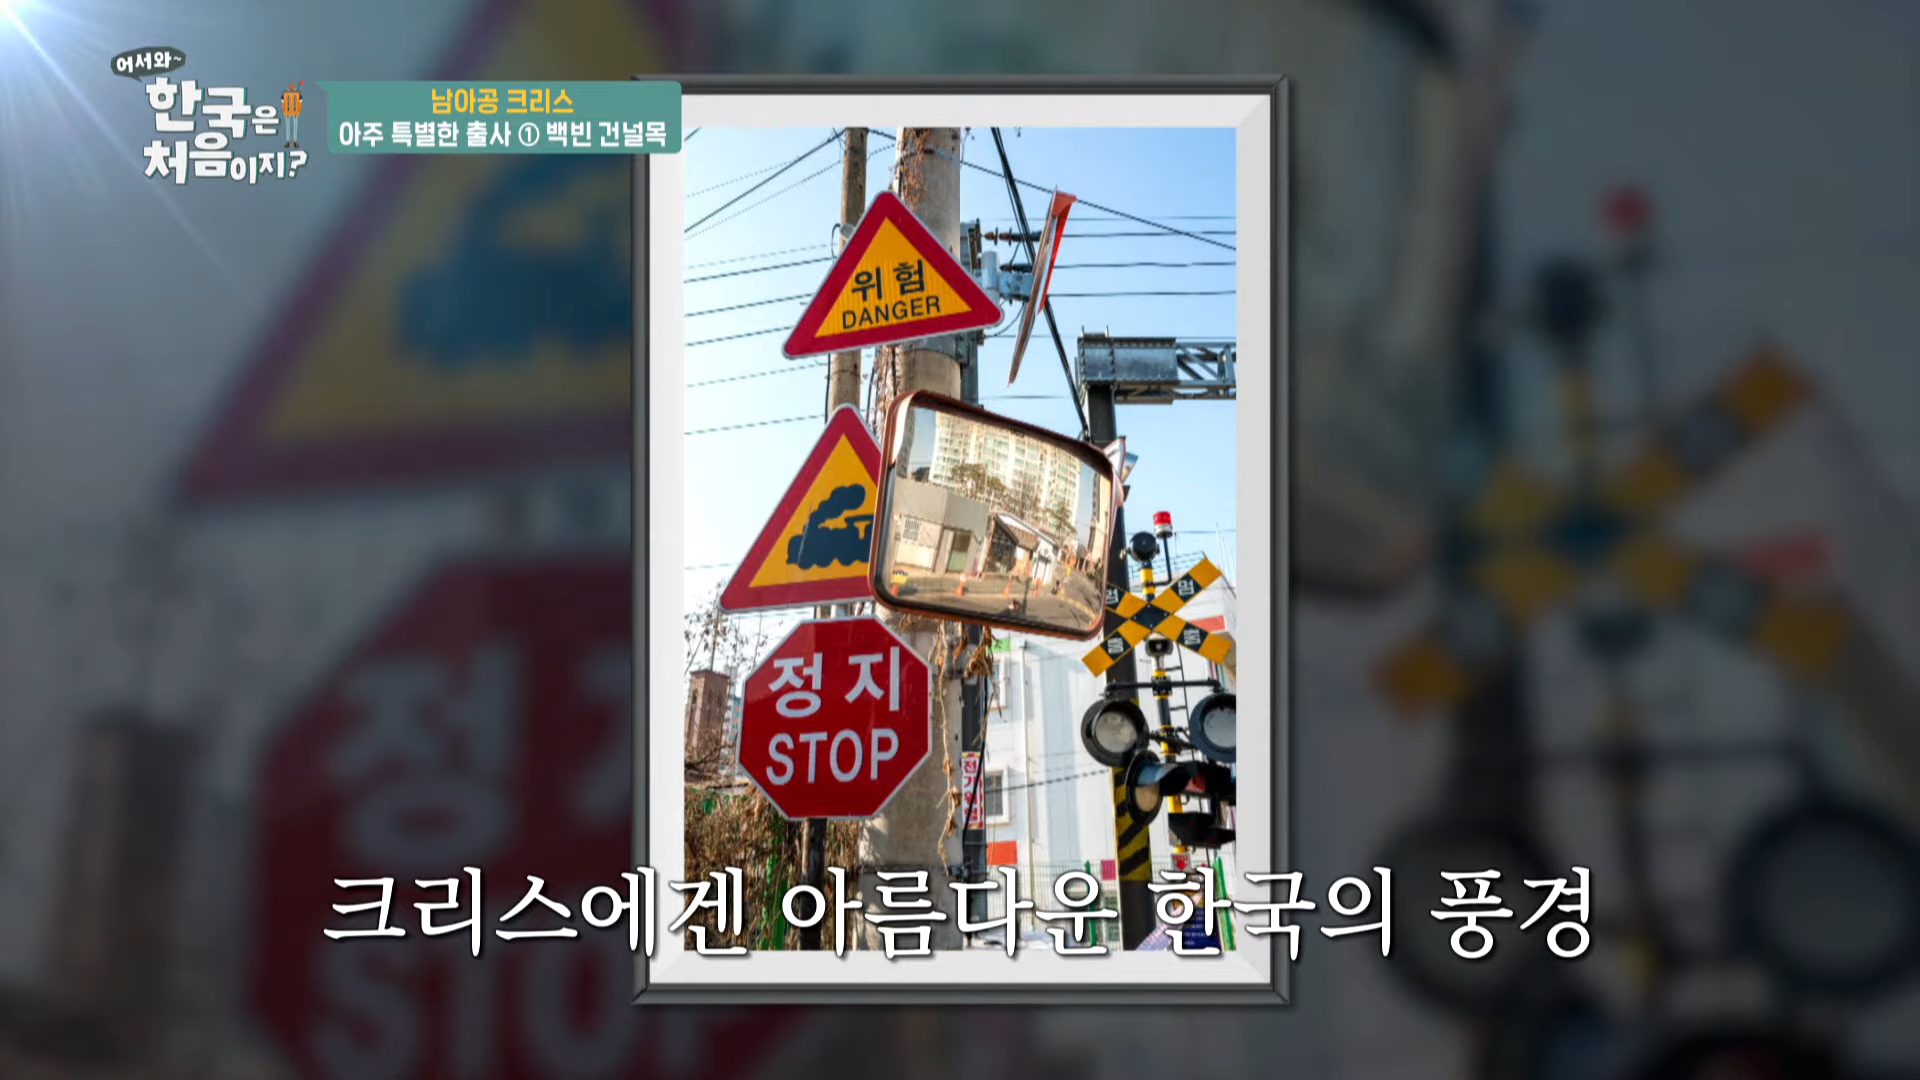 어서와~
한국은
처음이지?
남아공 크리스
아주 특별한 출사 ① 백빈 건널목
위험
DANGER
정지
STOP
크리스에겐 아름다운 한국의 풍경